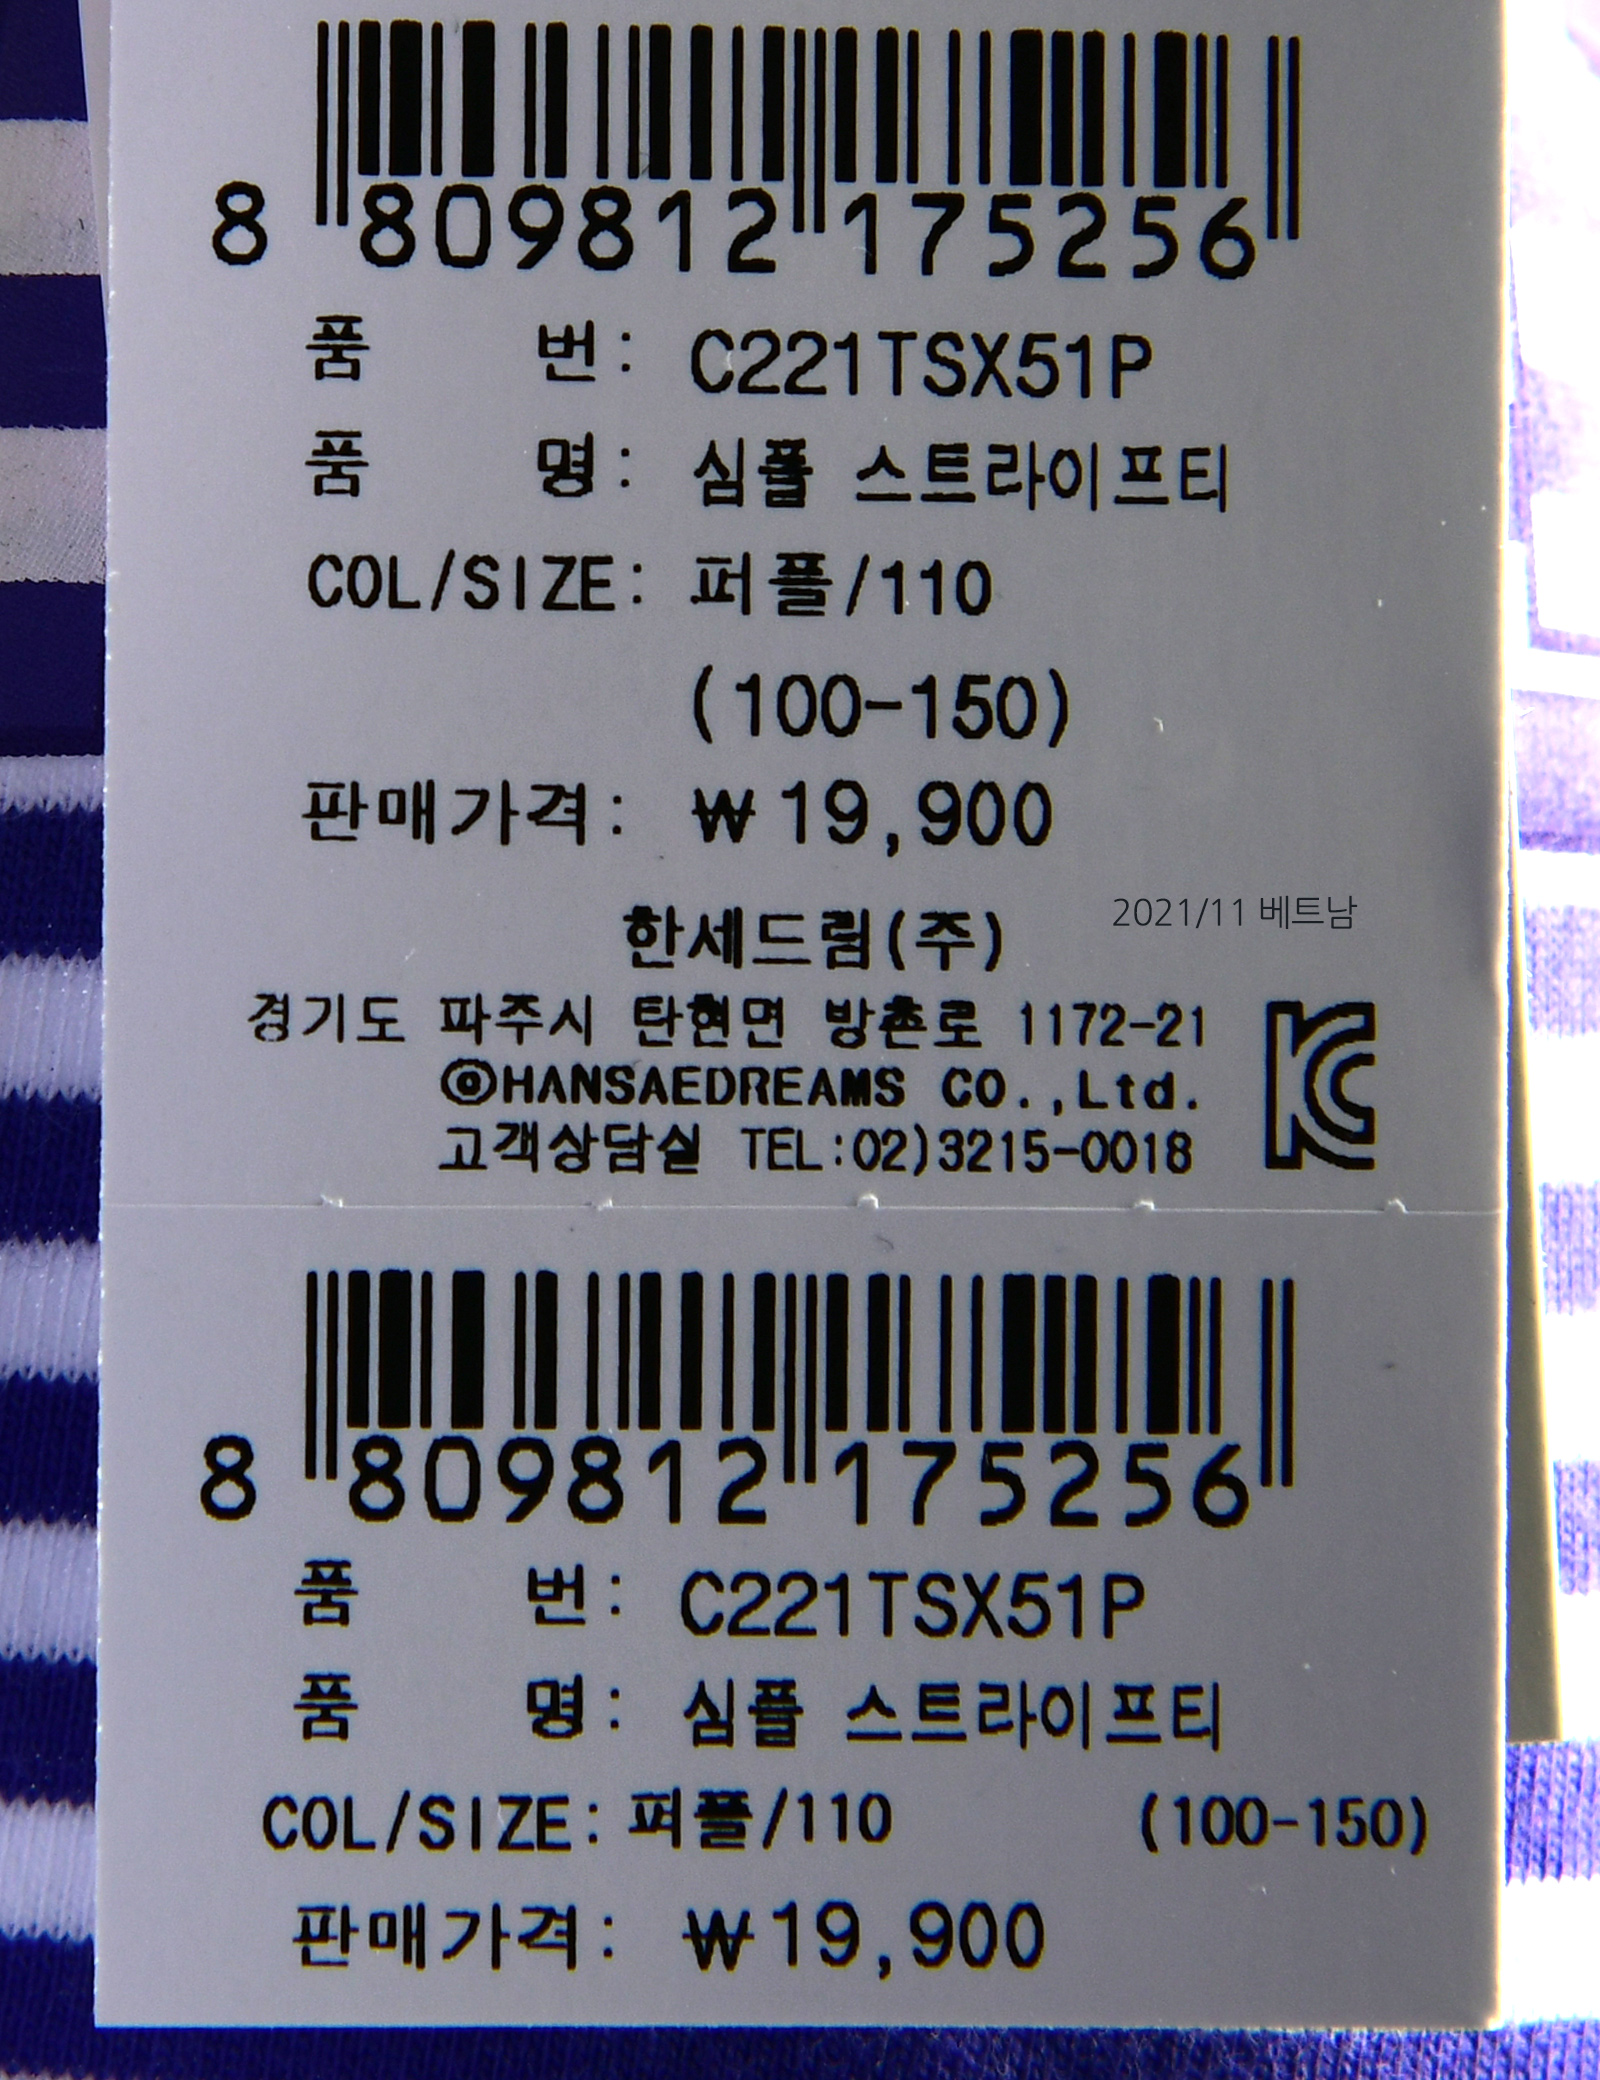 8 809812 175256
품 번: C221TSX51P
품 명: 심플 스트라이프티
COL/SIZE: 퍼플/110
(100-150)
판매가격: ₩19,900
2021/11 베트남
한세드림(주)
경기도 파주시 탄현면 방촌로 1172-21
ⓒHANSAEDREAMS CO.,Ltd.
고객상담실 TEL:02)3215-0018
8 809812 175256
품 번: C221TSX51P
품 명: 심플 스트라이프티
COL/SIZE: 퍼플/110 (100-150)
판매가격: ₩19,900